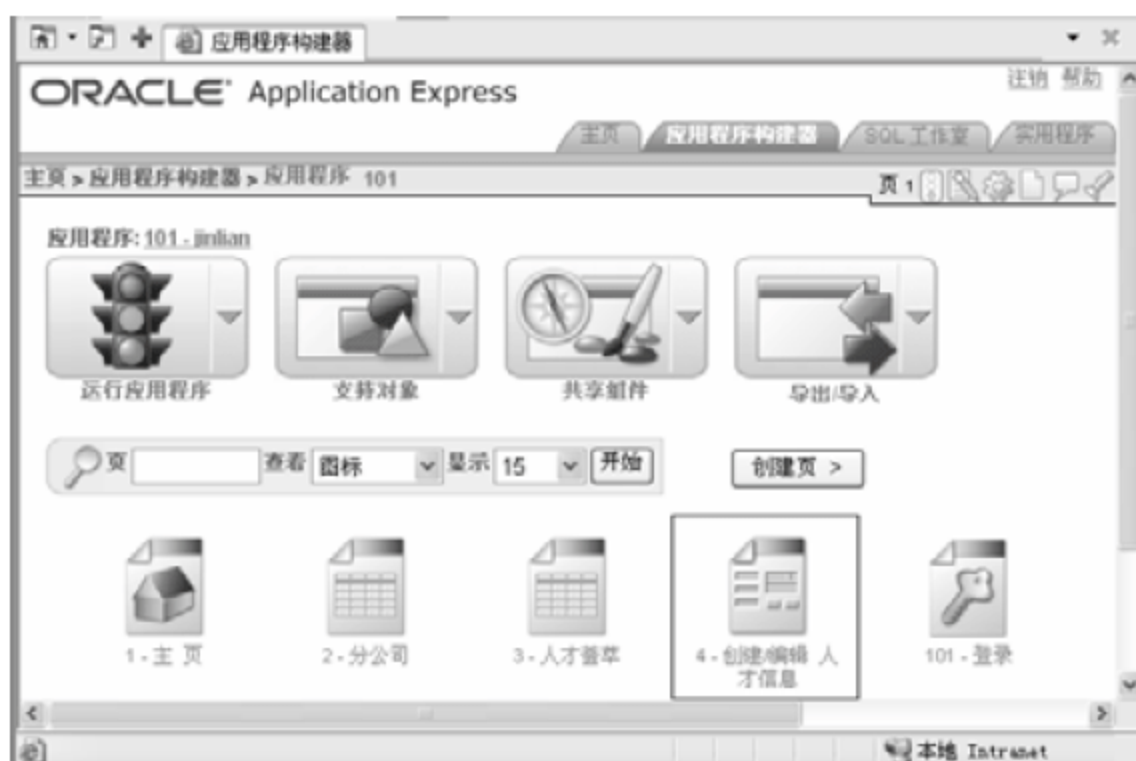 应用程序构建器
ORACLE Application Express
注销 帮助
主页 应用程序构建器 SQL 工作室 实用程序
主页 > 应用程序构建器 > 应用程序 101
页 1
应用程序: 101 - jinlian
运行应用程序 支持对象 共享组件 导出/导入
页 查看 图标 显示 15 开始 创建页 >
1 - 主 页 2 - 分公司 3 - 人才荟萃 4 - 创建/编辑 人才信息 101 - 登录
本地 Intranet